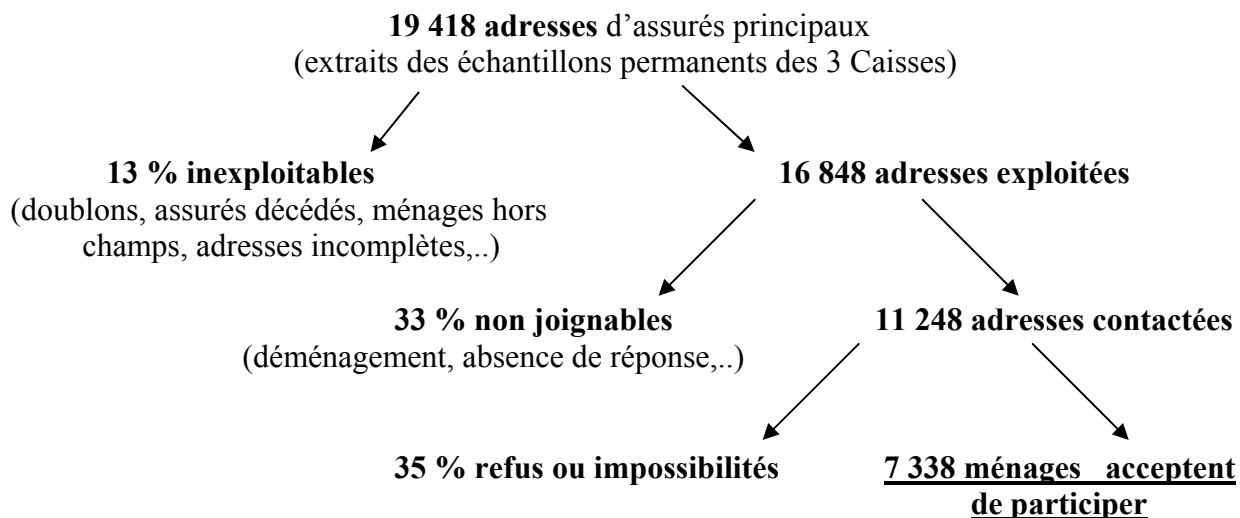 19 418 adresses d’assurés principaux
(extraits des échantillons permanents des 3 Caisses)
13 % inexploitables
(doublons, assurés décédés, ménages hors
champs, adresses incomplètes,..)
16 848 adresses exploitées
33 % non joignables
(déménagement, absence de réponse,..)
11 248 adresses contactées
35 % refus ou impossibilités
7 338 ménages acceptent
de participer